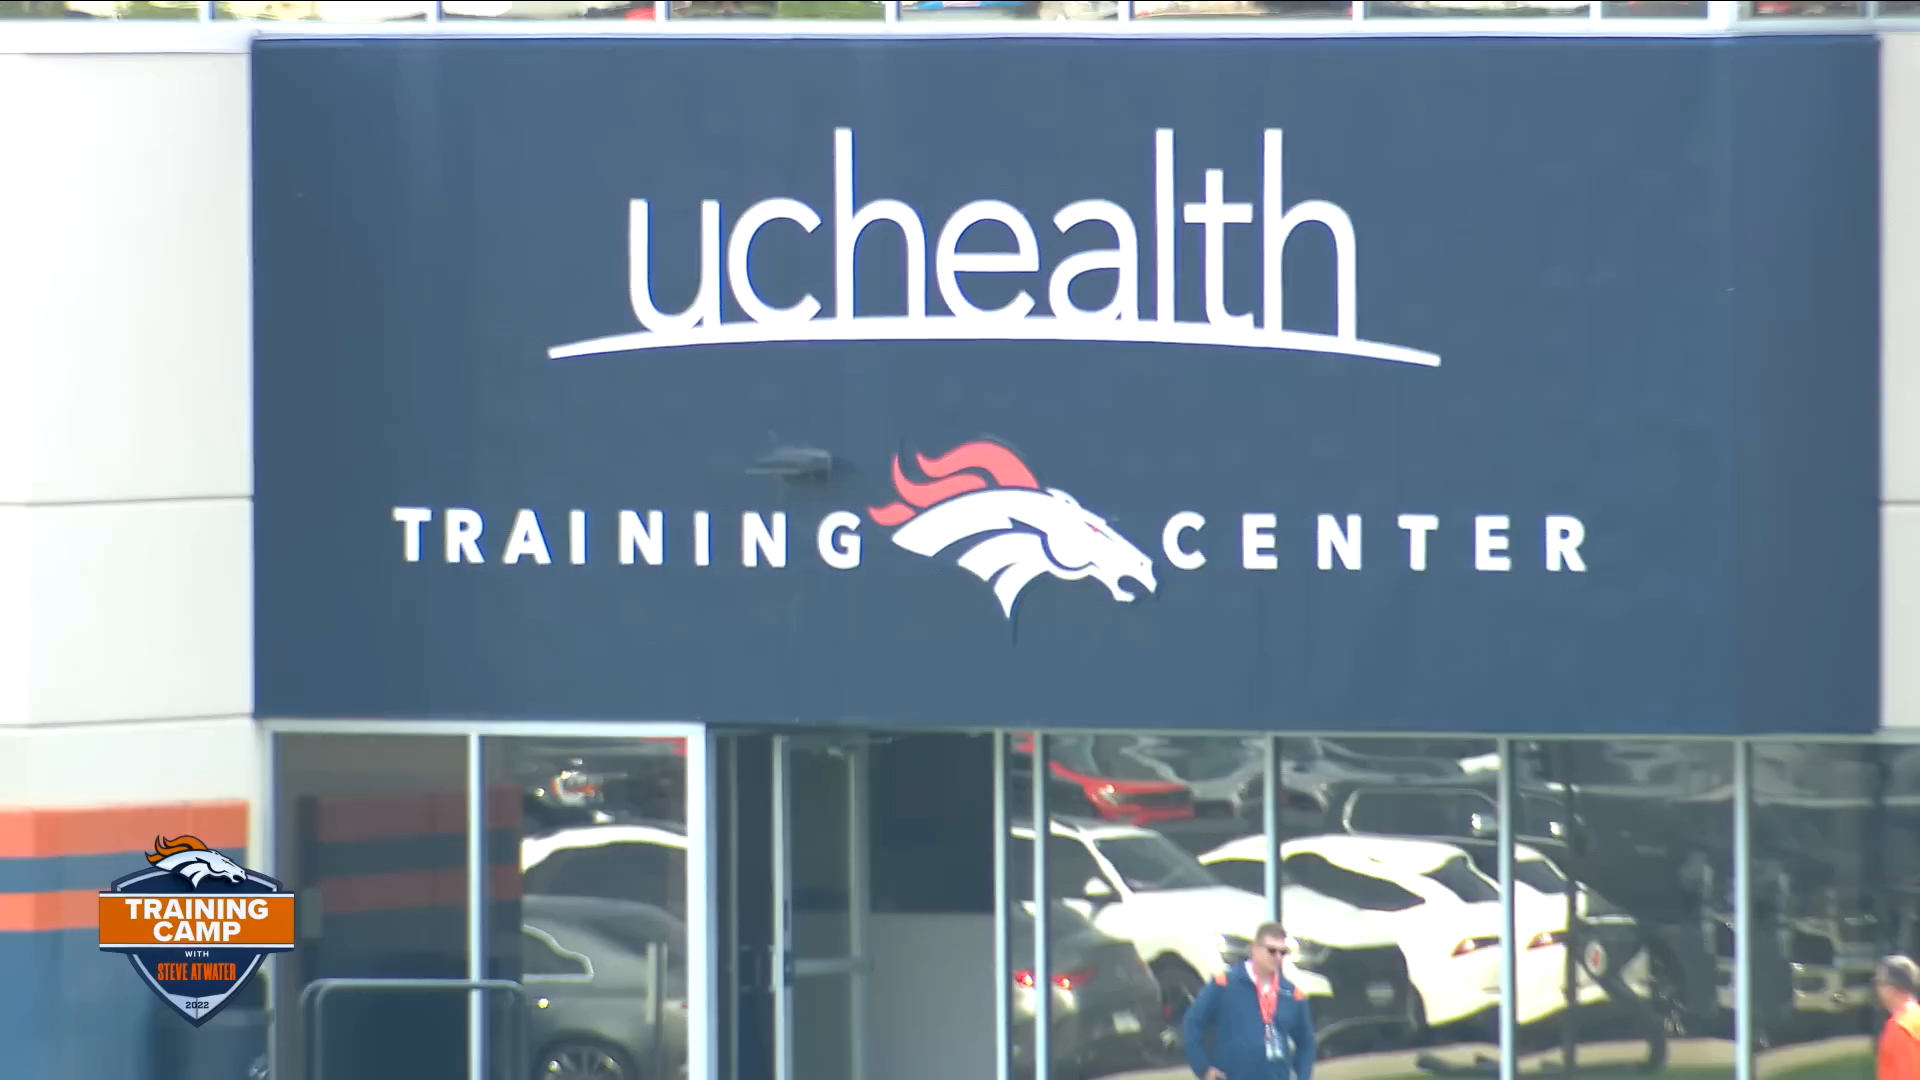 uchealth
TRAINING CENTER
TRAINING
CAMP
WITH
STEVE ATWATER
2022